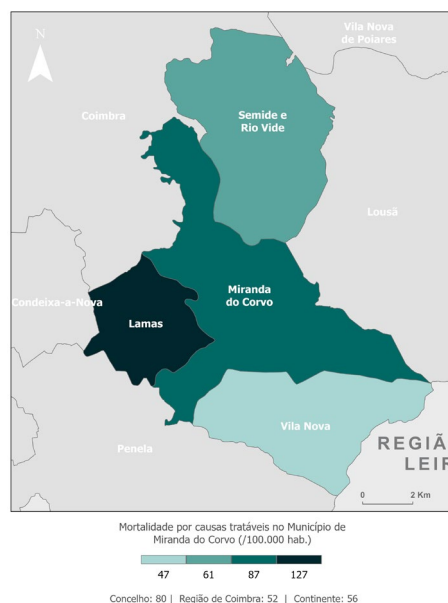 Vila Nova
de Poiares
N
Coimbra
Semide e
Rio Vide
Lousã
Condeixa-a-Nova
Miranda
do Corvo
Lamas
Vila Nova
Penela
REGIÃ
LEIR
0 2 Km
Mortalidade por causas tratáveis no Município de
Miranda do Corvo (/100.000 hab.)
47 61 87 127
Concelho: 80 | Região de Coimbra: 52 | Continente: 56